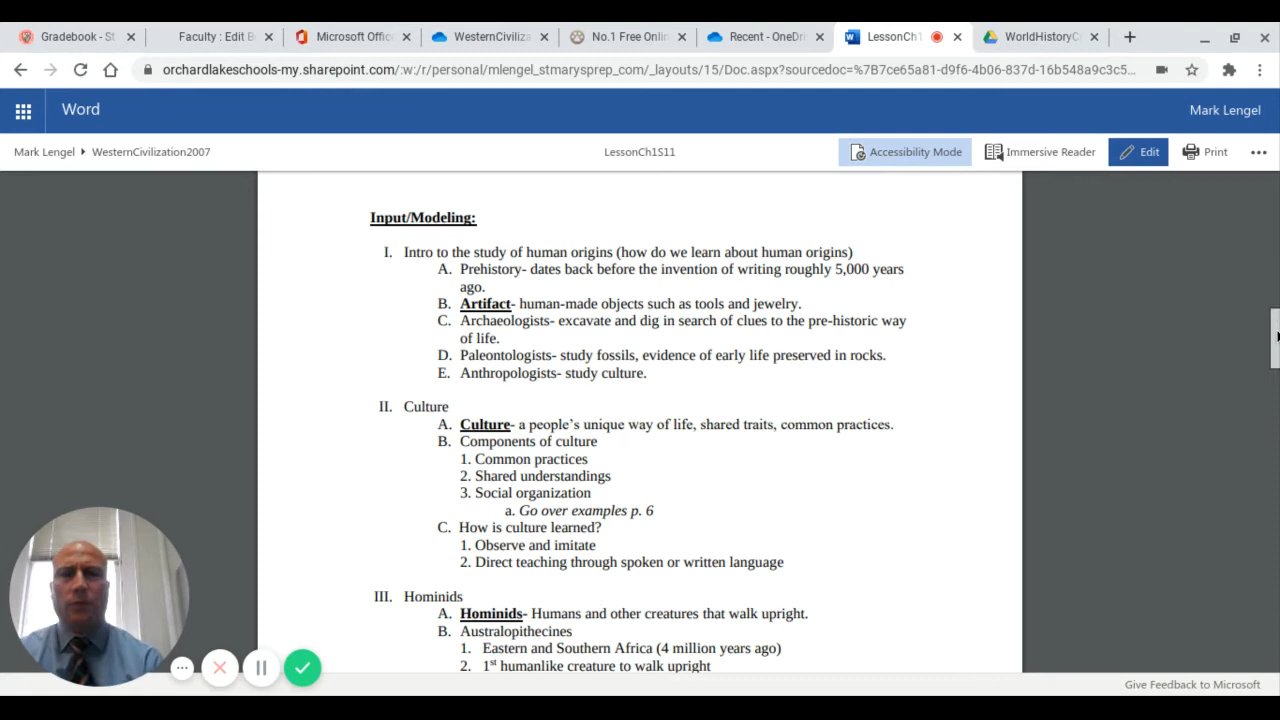 Gradebook - St
Faculty : Edit B
Microsoft Office
WesternCiviliza
No.1 Free Onlin
Recent - OneDri
LessonCh1
WorldHistoryC
orchardlakeschools-my.sharepoint.com/:w:/r/personal/mlengel_stmarysprep_com/_layouts/15/Doc.aspx?sourcedoc=%7B7ce65a81-d9f6-4b06-837d-16b548a9c3c5...
Word
Mark Lengel
Mark Lengel WesternCivilization2007
LessonCh1S11
Accessibility Mode
Immersive Reader
Edit
Print
Input/Modeling:
I. Intro to the study of human origins (how do we learn about human origins)
A. Prehistory- dates back before the invention of writing roughly 5,000 years
ago.
B. Artifact- human-made objects such as tools and jewelry.
C. Archaeologists- excavate and dig in search of clues to the pre-historic way
of life.
D. Paleontologists- study fossils, evidence of early life preserved in rocks.
E. Anthropologists- study culture.
II. Culture
A. Culture- a people’s unique way of life, shared traits, common practices.
B. Components of culture
1. Common practices
2. Shared understandings
3. Social organization
a. Go over examples p. 6
C. How is culture learned?
1. Observe and imitate
2. Direct teaching through spoken or written language
III. Hominids
A. Hominids- Humans and other creatures that walk upright.
B. Australopithecines
1. Eastern and Southern Africa (4 million years ago)
2. 1st humanlike creature to walk upright
Give Feedback to Microsoft